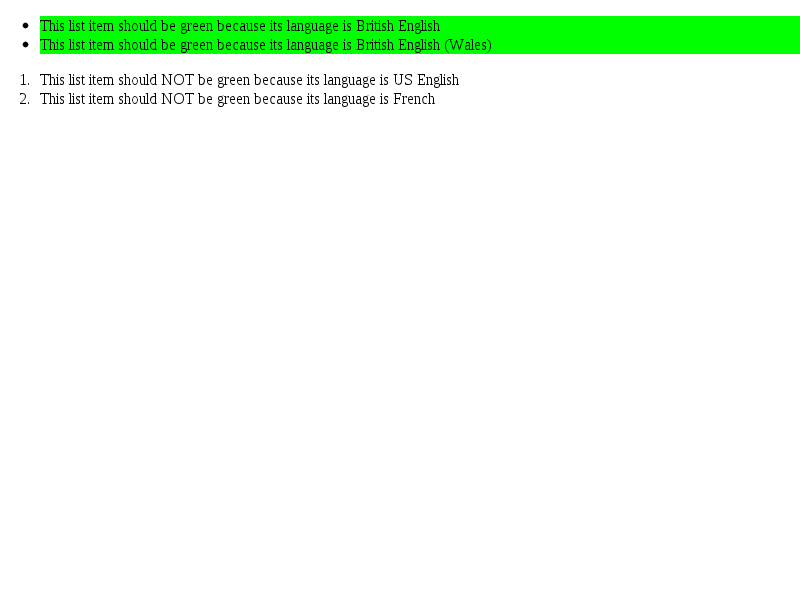 • This list item should be green because its language is British English
• This list item should be green because its language is British English (Wales)
1. This list item should NOT be green because its language is US English
2. This list item should NOT be green because its language is French